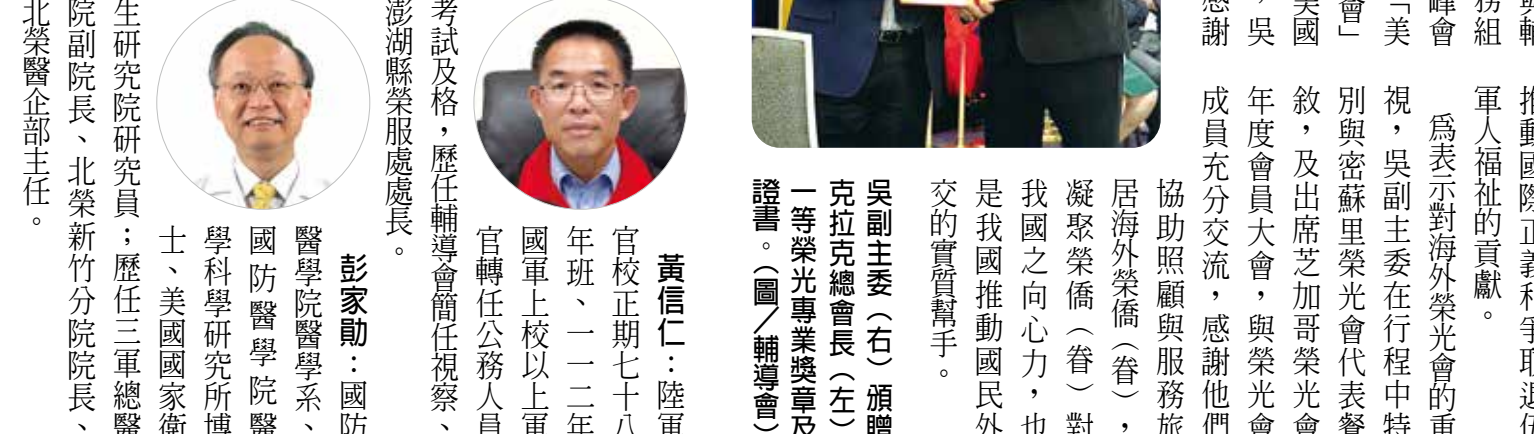 務組
峰會
「美
會」
美國
，吳
感謝
推動國際正義和爭取退伍
軍人福祉的貢獻。
爲表示對海外榮光會的重
視，吳副主委在行程中特
別與密蘇里榮光會代表餐
敘，及出席芝加哥榮光會
年度會員大會，與榮光會
成員充分交流，感謝他們
協助照顧與服務旅
居海外榮僑（眷），
凝聚榮僑（眷）對
我國之向心力，也
是我國推動國民外
交的實質幫手。
吳副主委（右）頒贈
克拉克總會長（左）
一等榮光專業獎章及
證書。（圖／輔導會）
黃信仁：陸軍
官校正期七十八
年班、一一二年
國軍上校以上軍
官轉任公務人員
考試及格，歷任輔導會簡任視察、
澎湖縣榮服處處長。
彭家勛：國防
醫學院醫學系、
國防醫學院醫
學科學研究所博
士、美國國家衛
生研究院研究員；歷任三軍總醫
院副院長、北榮新竹分院院長、
北榮醫企部主任。